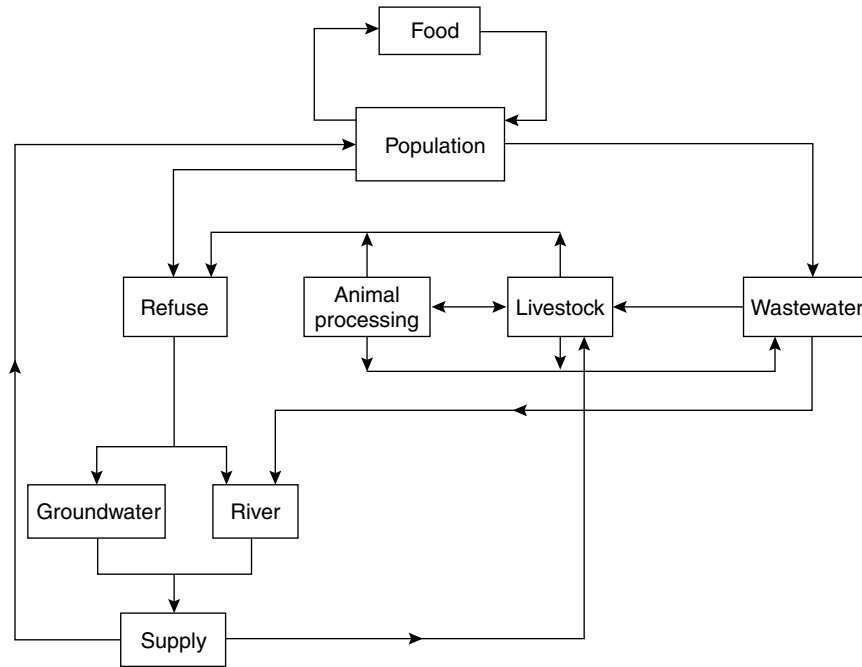 Food
Population
Refuse
Animal
processing
Livestock
Wastewater
Groundwater
River
Supply